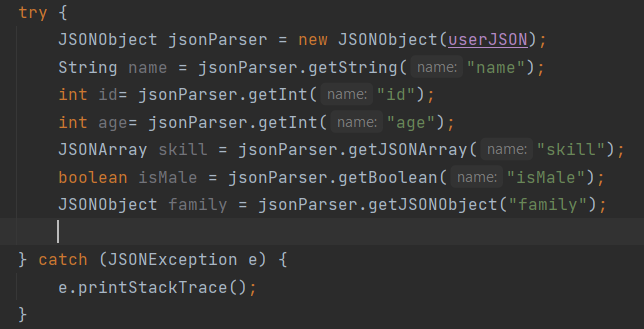 try {
JSONObject jsonParser = new JSONObject(userJSON);
String name = jsonParser.getString( name: "name");
int id= jsonParser.getInt( name: "id");
int age= jsonParser.getInt( name: "age");
JSONArray skill = jsonParser.getJSONArray( name: "skill");
boolean isMale = jsonParser.getBoolean( name: "isMale");
JSONObject family = jsonParser.getJSONObject("family");
} catch (JSONException e) {
e.printStackTrace();
}